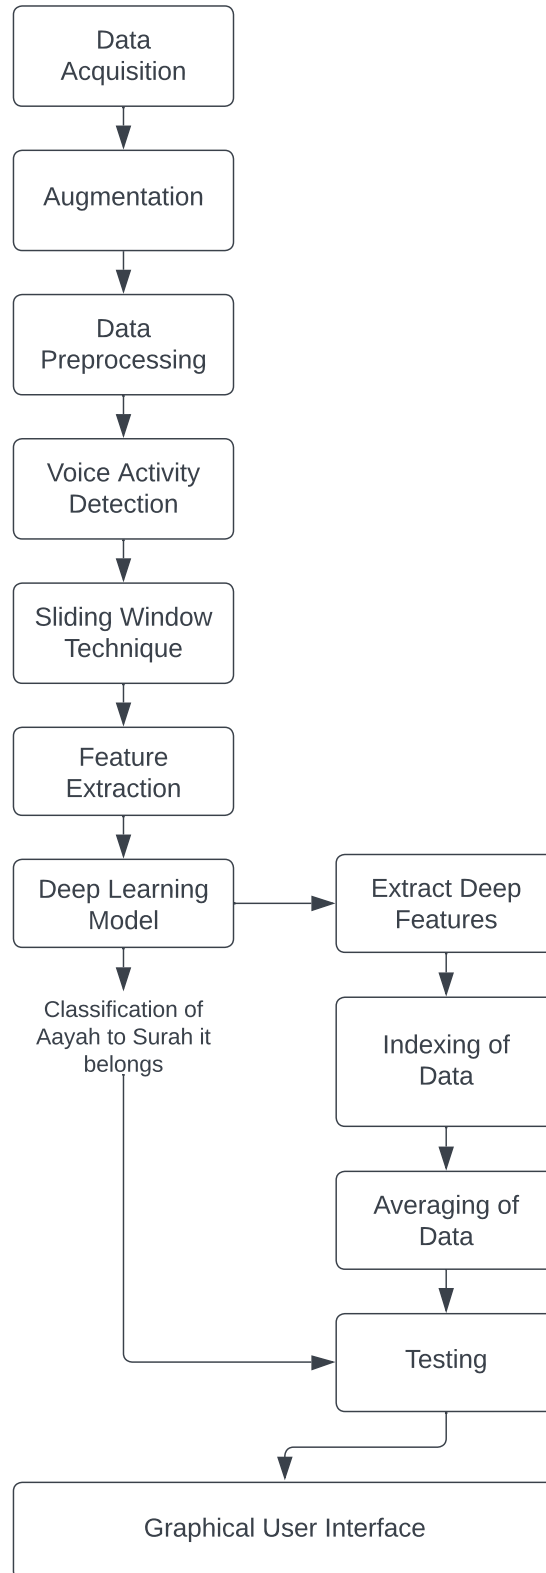 Data
Acquisition
Augmentation
Data
Preprocessing
Voice Activity
Detection
Sliding Window
Technique
Feature
Extraction
Deep Learning
Model
Extract Deep
Features
Classification of
Aayah to Surah it
belongs
Indexing of
Data
Averaging of
Data
Testing
Graphical User Interface